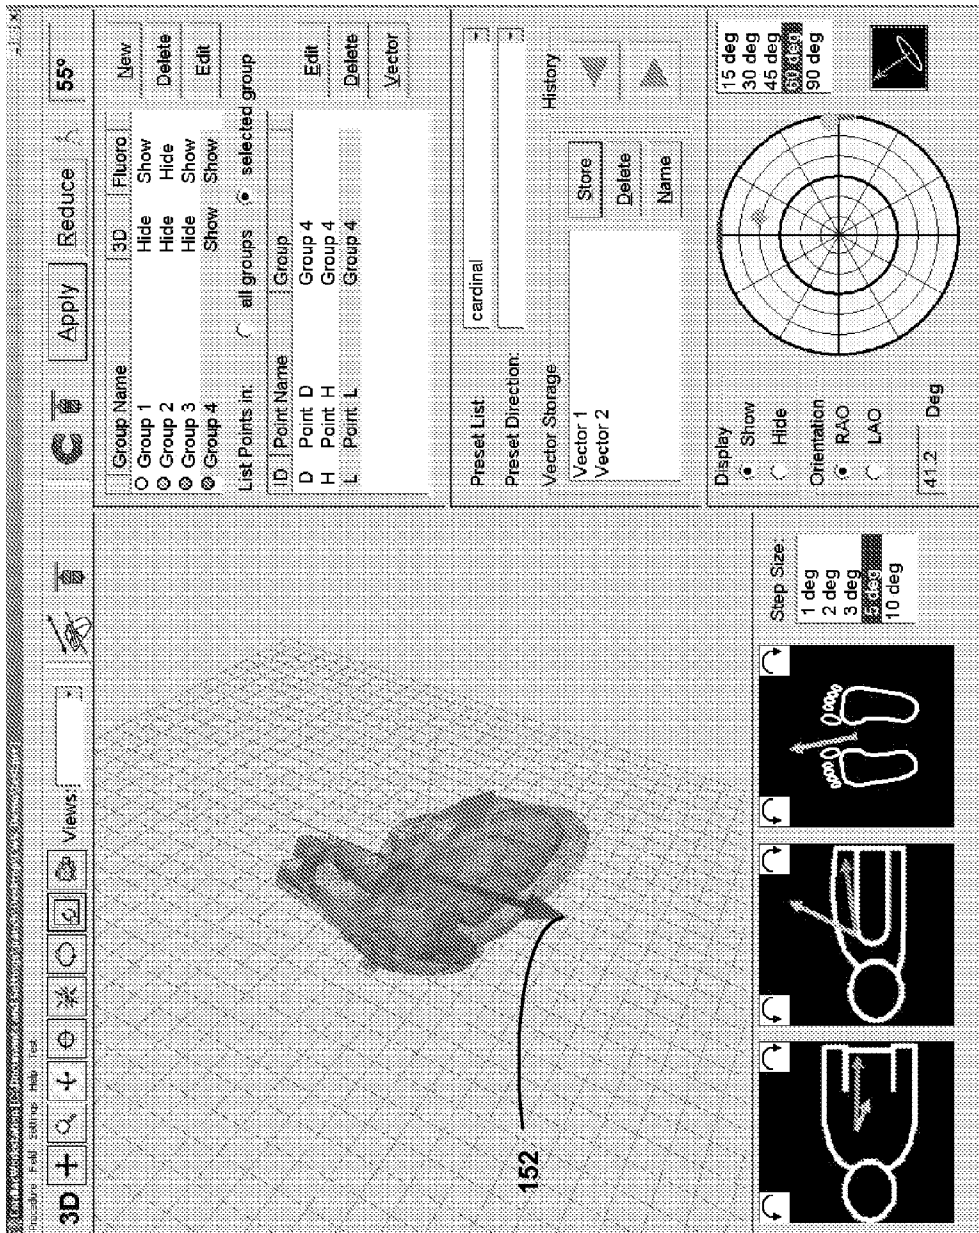 Procedure Field Settings Help Test
3D
Views:
Apply
Reduce
55°
Group Name 3D Fluoro
Group 1 Hide Show
Group 2 Hide Hide
Group 3 Hide Show
Group 4 Show Show
New
Delete
Edit
List Points in: all groups selected group
ID Point Name Group
D Point D Group 4
H Point H Group 4
L Point L Group 4
Edit
Delete
Vector
Preset List cardinal
Preset Direction:
Vector Storage
Vector 1
Vector 2
Store
Delete
Name
History
152
Step Size:
1 deg
2 deg
3 deg
5 deg
10 deg
Display
Show
Hide
Orientation
RAO
LAO
41.2 Deg
15 deg
30 deg
45 deg
60 deg
90 deg